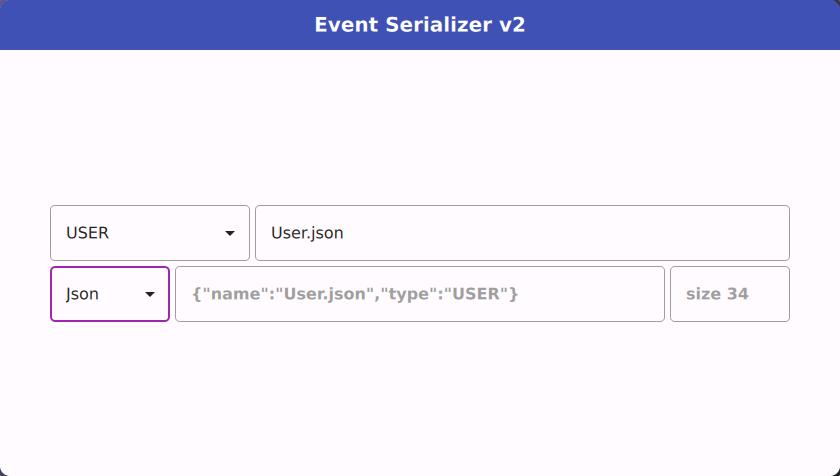 Event Serializer v2
USER User.json
Json {"name":"User.json","type":"USER"} size 34